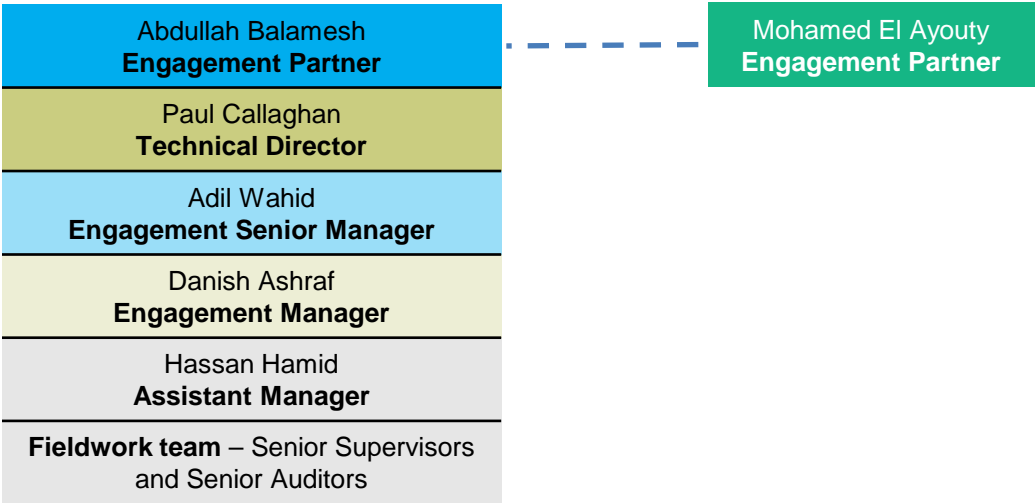 Abdullah Balamesh
Engagement Partner
Mohamed El Ayouty
Engagement Partner
Paul Callaghan
Technical Director
Adil Wahid
Engagement Senior Manager
Danish Ashraf
Engagement Manager
Hassan Hamid
Assistant Manager
Fieldwork team – Senior Supervisors
and Senior Auditors